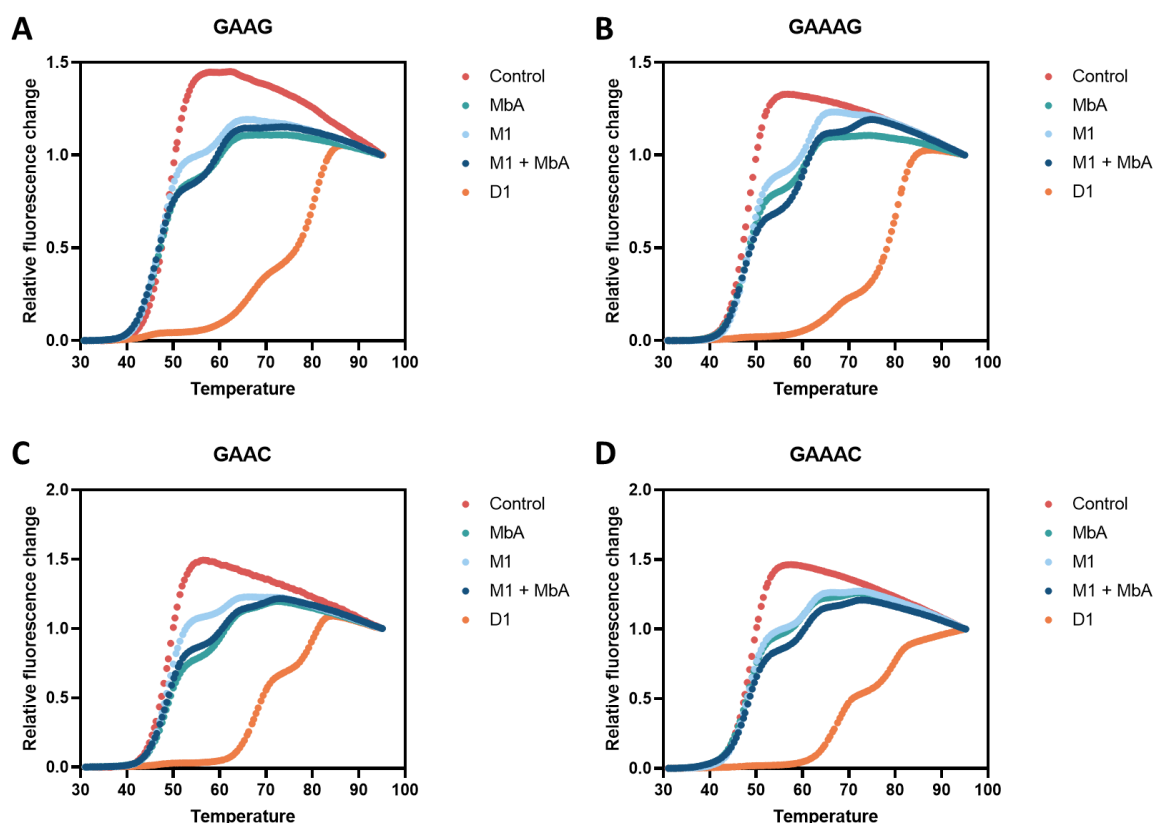 A
GAAG
Relative fluorescence change
1.5
1.0
0.5
0.0
30 40 50 60 70 80 90 100
Temperature
Control
MbA
M1
M1 + MbA
D1
B
GAAAG
Relative fluorescence change
1.5
1.0
0.5
0.0
30 40 50 60 70 80 90 100
Temperature
Control
MbA
M1
M1 + MbA
D1
C
GAAC
Relative fluorescence change
2.0
1.5
1.0
0.5
0.0
30 40 50 60 70 80 90 100
Temperature
Control
MbA
M1
M1 + MbA
D1
D
GAAAC
Relative fluorescence change
2.0
1.5
1.0
0.5
0.0
30 40 50 60 70 80 90 100
Temperature
Control
MbA
M1
M1 + MbA
D1